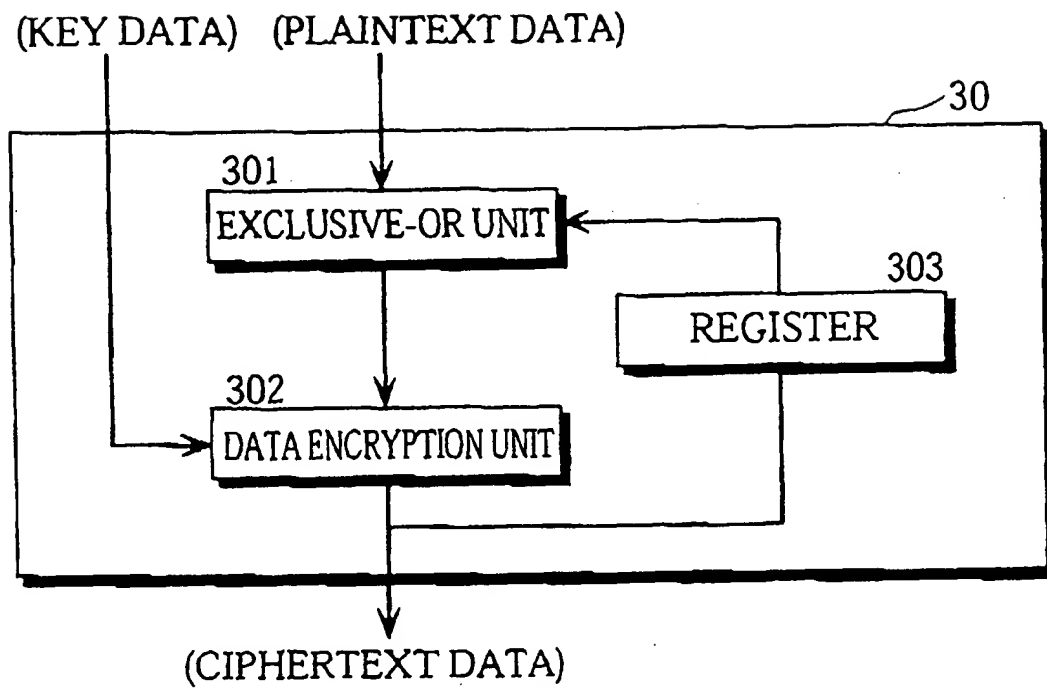 (KEY DATA) (PLAINTEXT DATA)
30
301
EXCLUSIVE-OR UNIT
303
REGISTER
302
DATA ENCRYPTION UNIT
(CIPHERTEXT DATA)